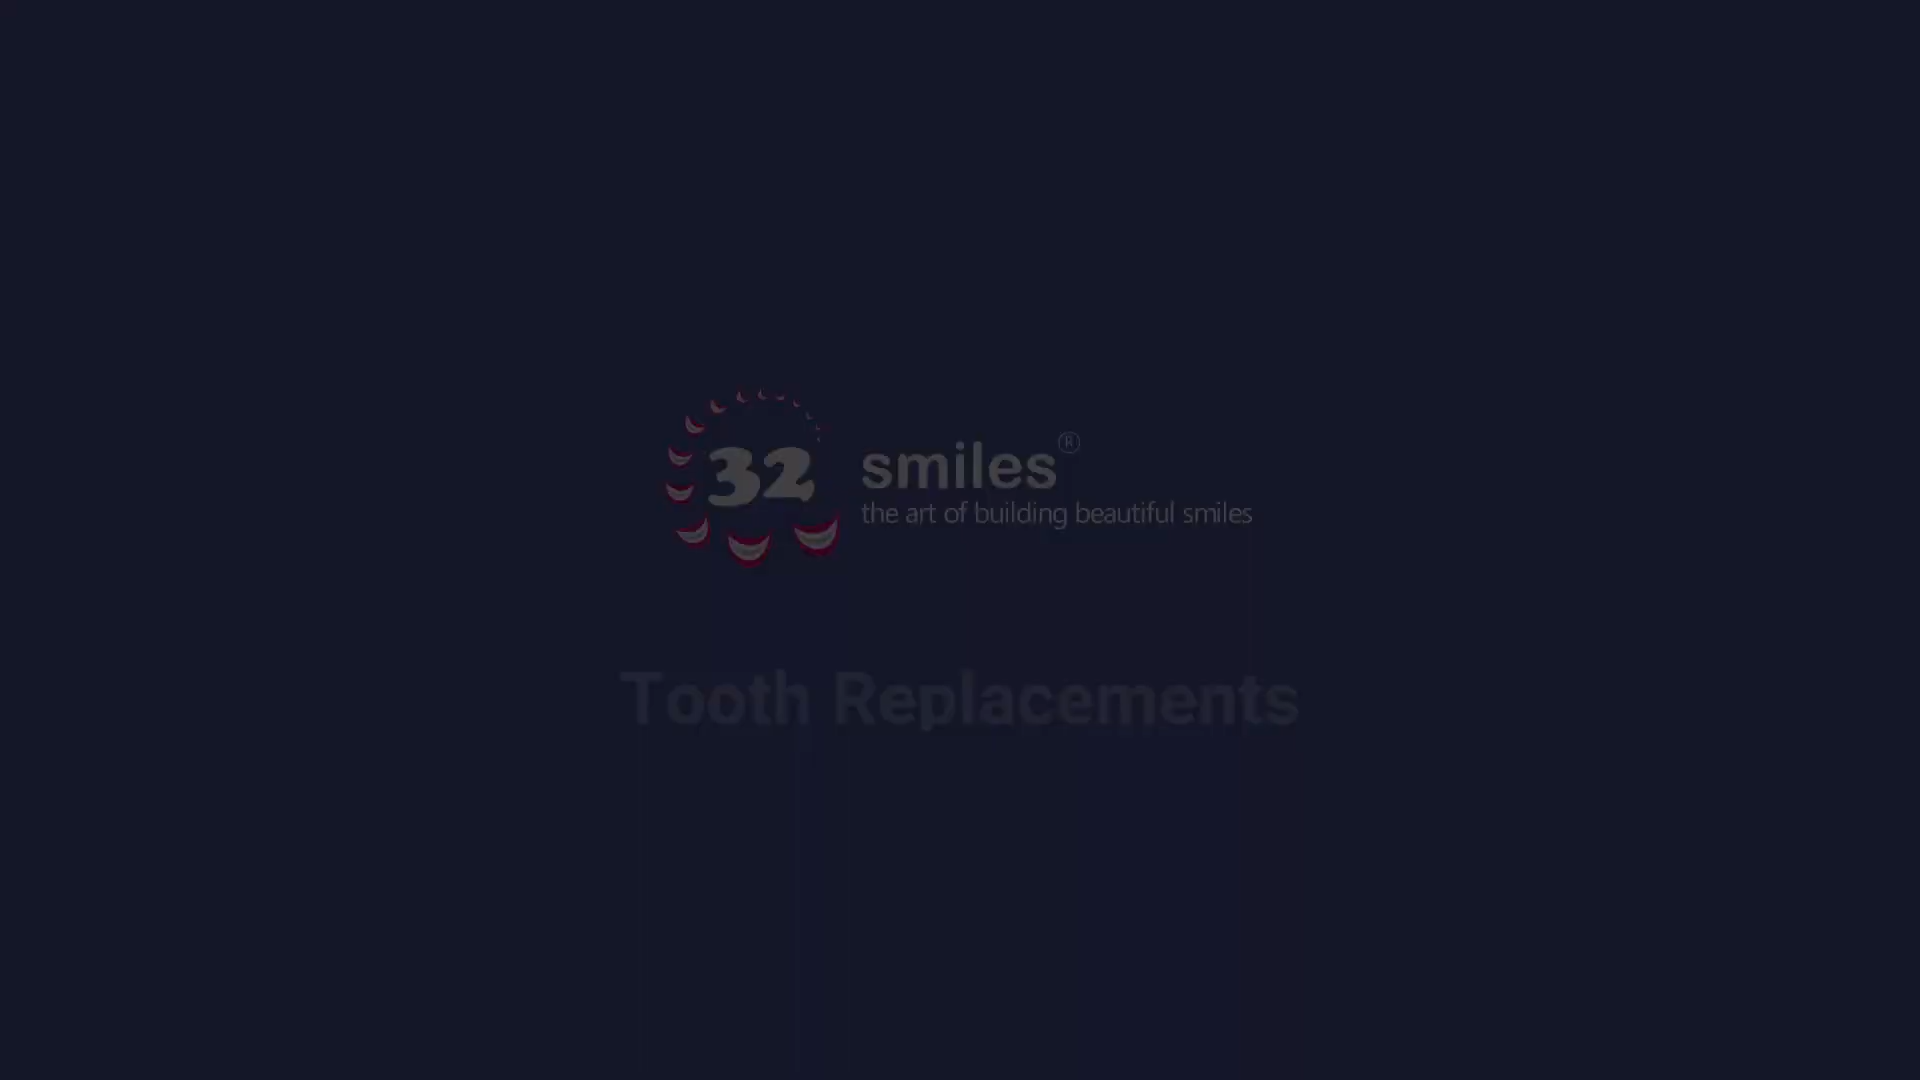 32 smiles®
the art of building beautiful smiles
Tooth Replacements